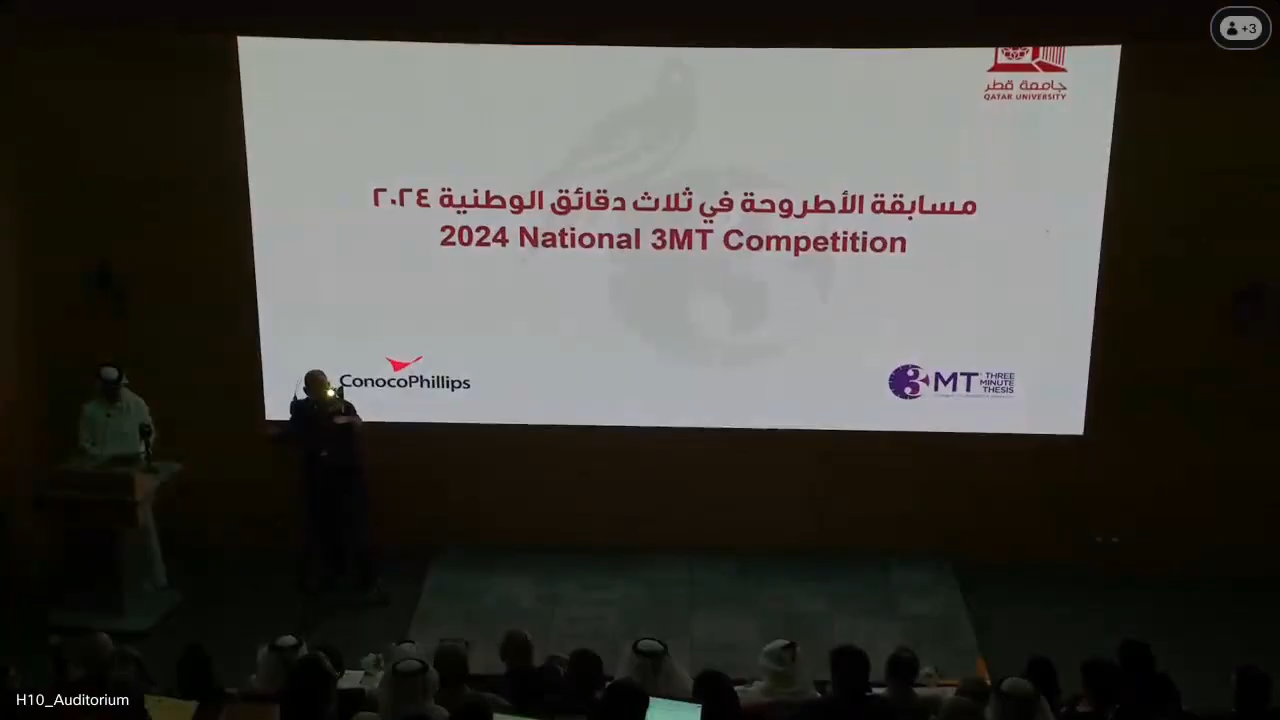 +3
جامعة قطر
QATAR UNIVERSITY
مسابقة الأطروحة في ثلاث دقائق الوطنية ٢٠٢٤
2024 National 3MT Competition
ConocoPhillips
3MT THREE
MINUTE
THESIS
H10_Auditorium